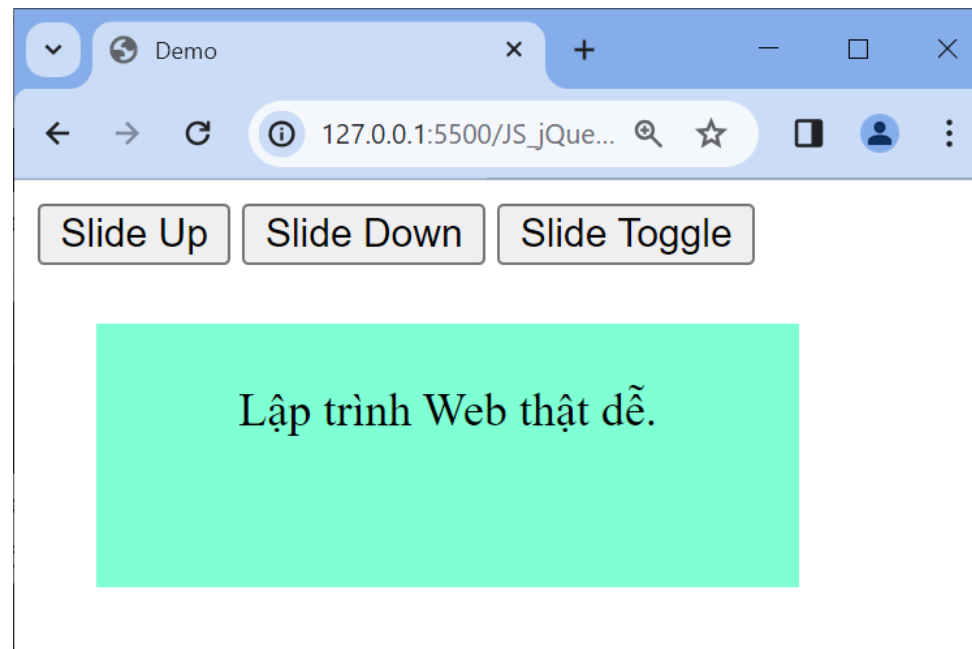 Demo
127.0.0.1:5500/JS_jQue...
Slide Up Slide Down Slide Toggle
Lập trình Web thật dễ.